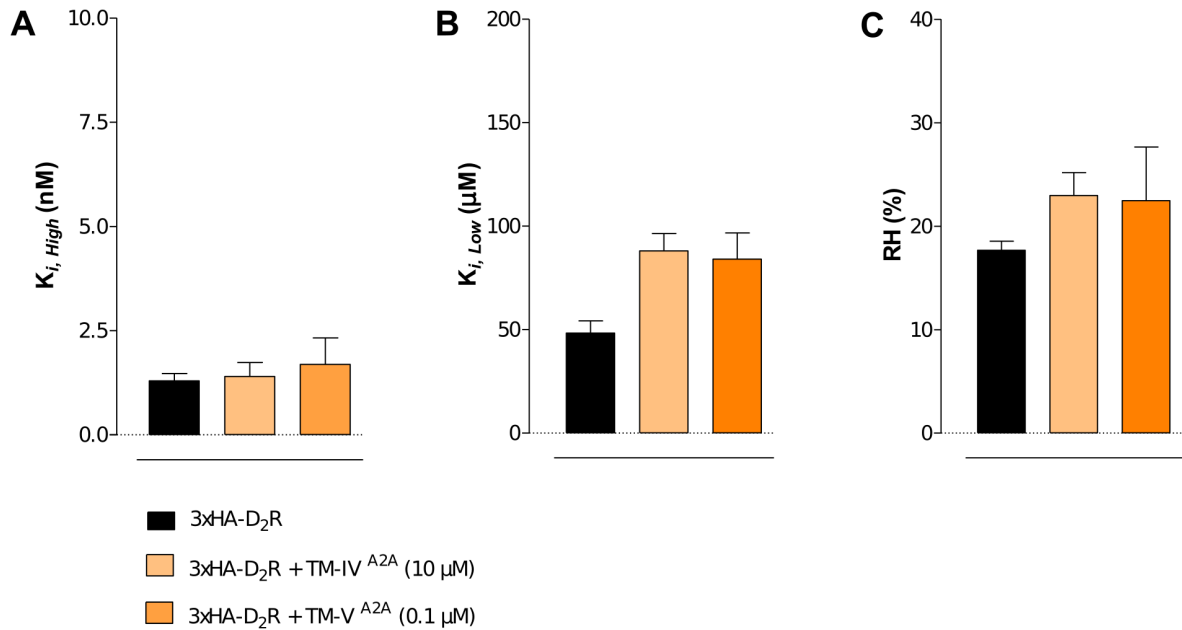 A
10.0
7.5
5.0
2.5
0.0
K_i, High (nM)
B
200
150
100
50
0
K_i, Low (µM)
C
40
30
20
10
0
RH (%)
3xHA-D₂R
3xHA-D₂R + TM-IV ᴬ²ᴬ (10 µM)
3xHA-D₂R + TM-V ᴬ²ᴬ (0.1 µM)